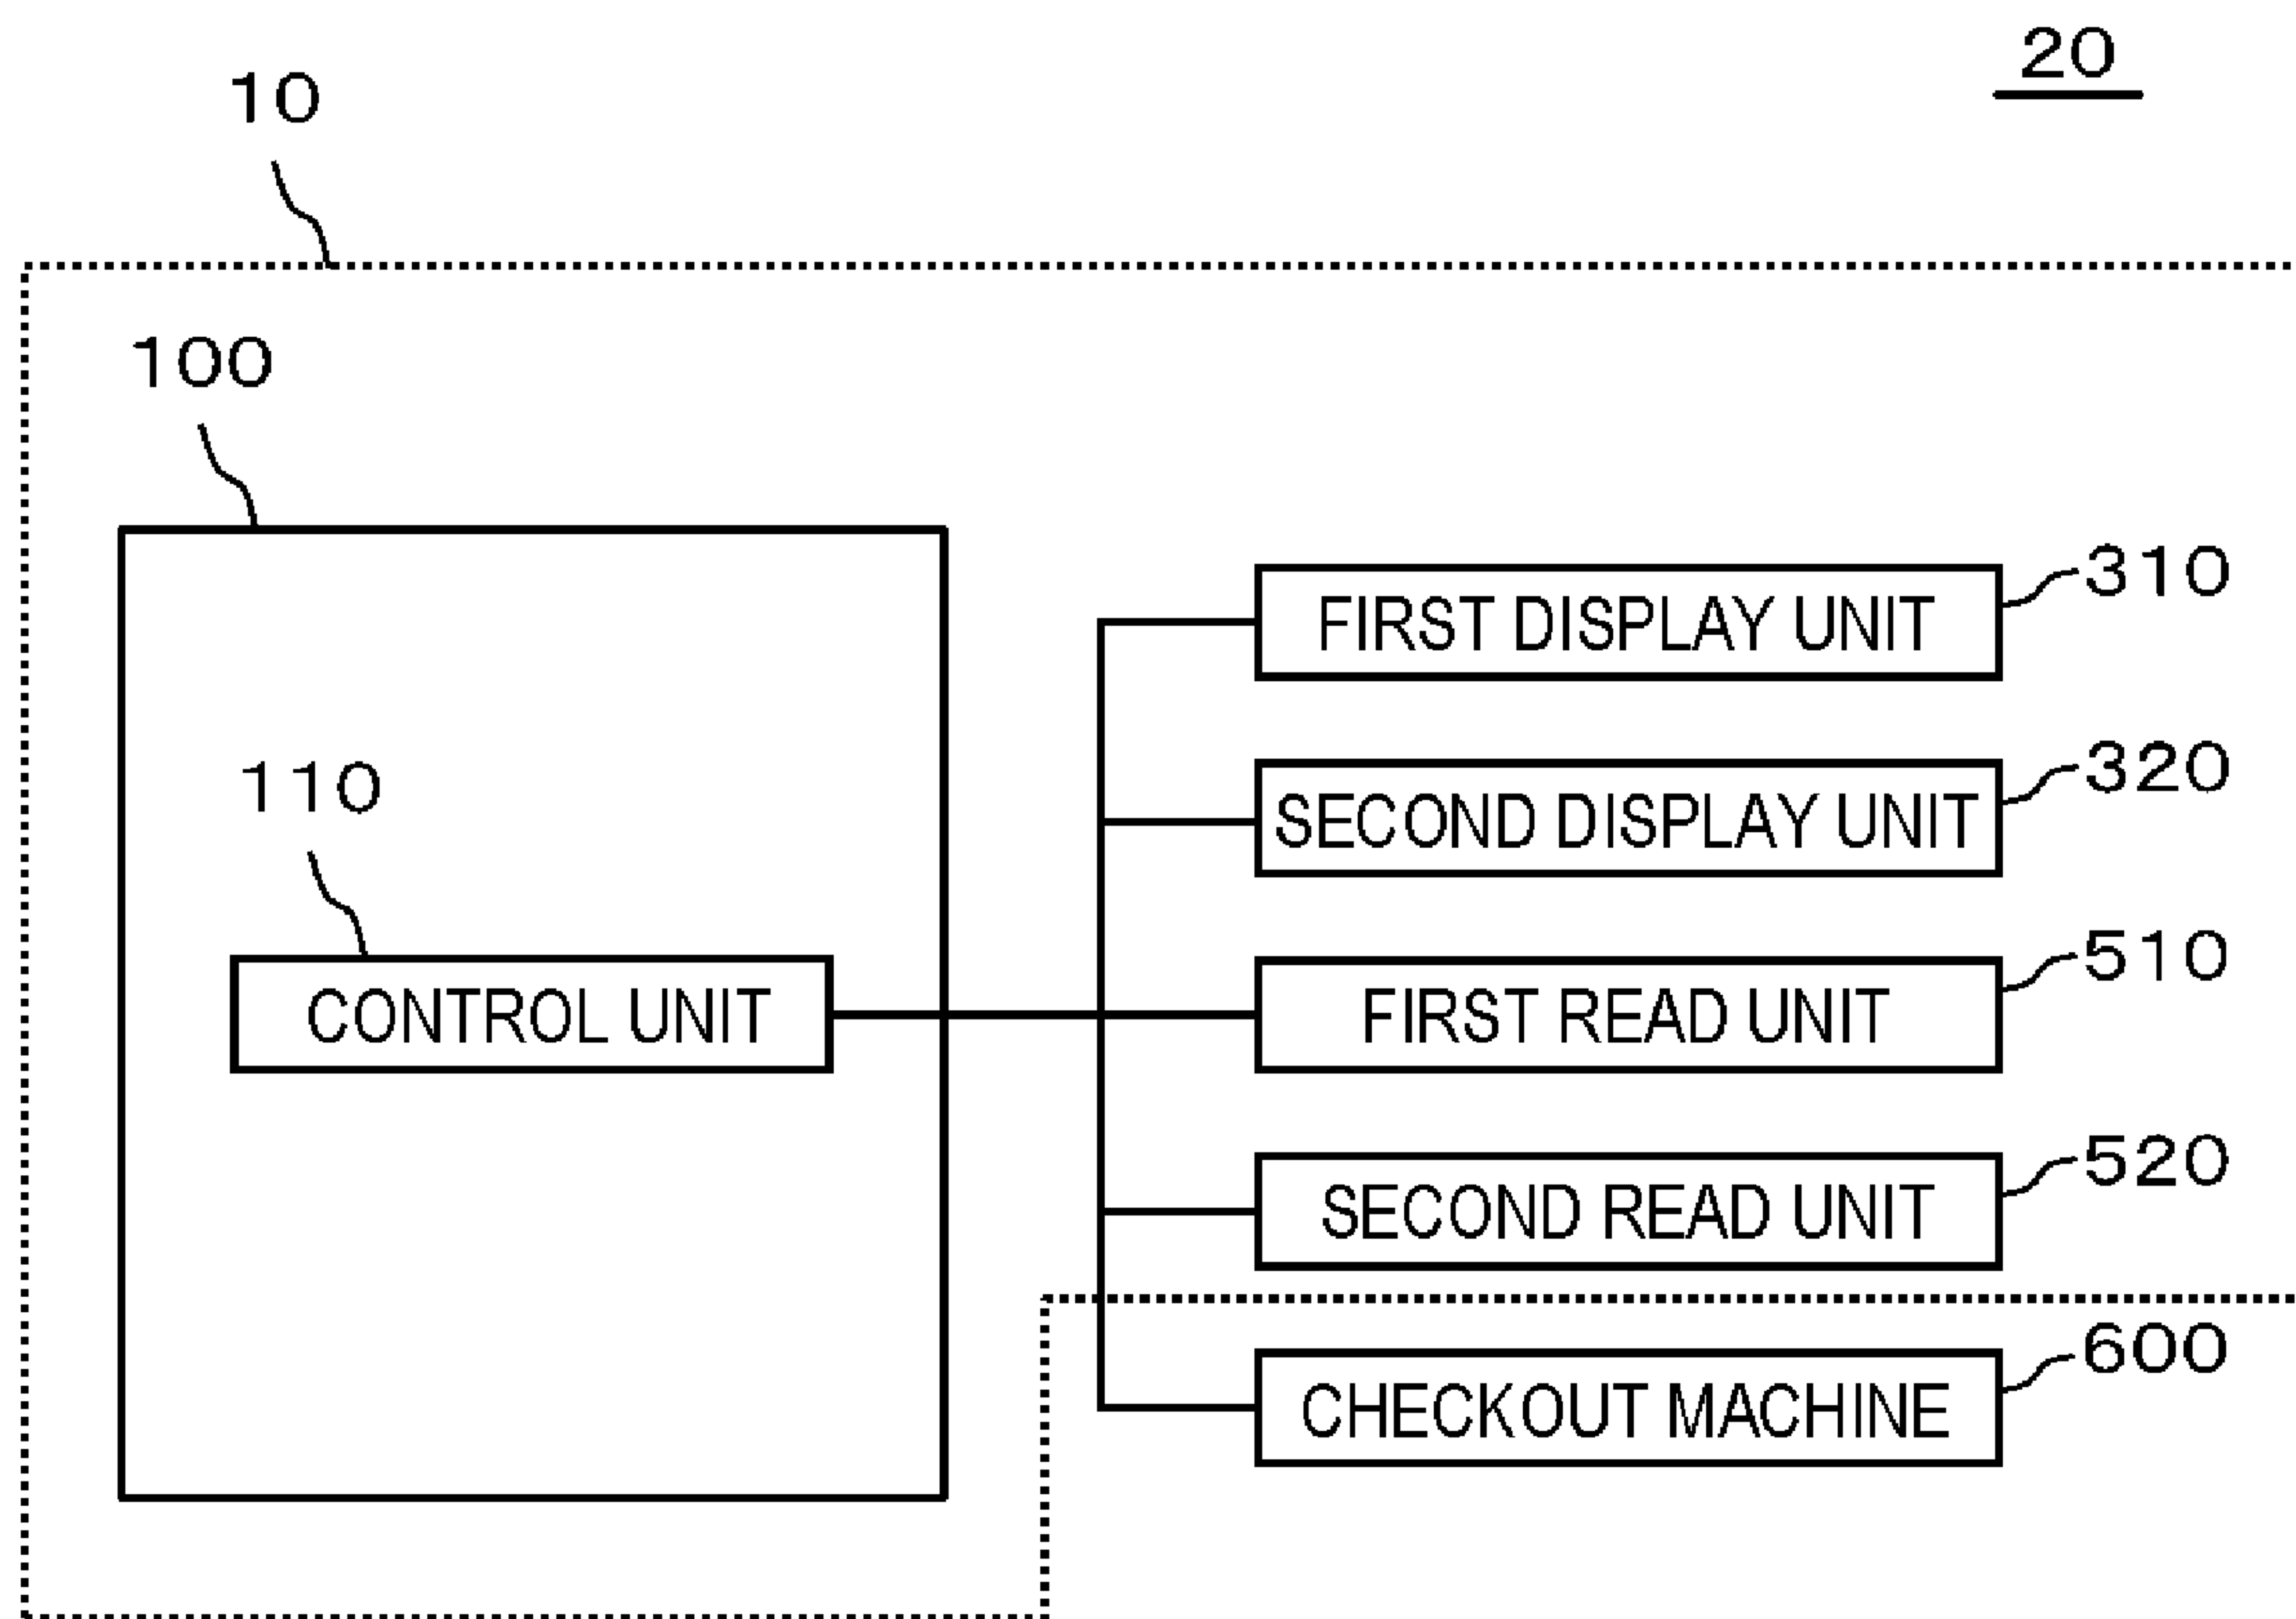 20
10
100
310
FIRST DISPLAY UNIT
320
SECOND DISPLAY UNIT
110
510
CONTROL UNIT
FIRST READ UNIT
520
SECOND READ UNIT
600
CHECKOUT MACHINE